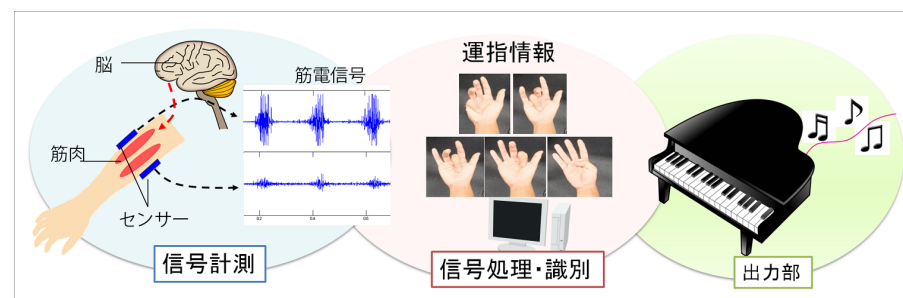 脳
筋電信号
筋肉
センサー
信号計測
運指情報
信号処理・識別
出力部